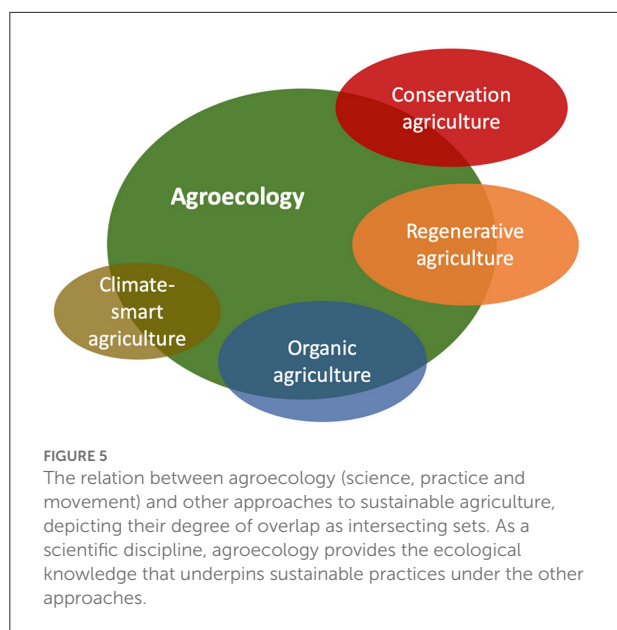 Conservation
agriculture
Agroecology
Regenerative
agriculture
Climate-
smart
agriculture
Organic
agriculture
FIGURE 5
The relation between agroecology (science, practice and
movement) and other approaches to sustainable agriculture,
depicting their degree of overlap as intersecting sets. As a
scientific discipline, agroecology provides the ecological
knowledge that underpins sustainable practices under the other
approaches.